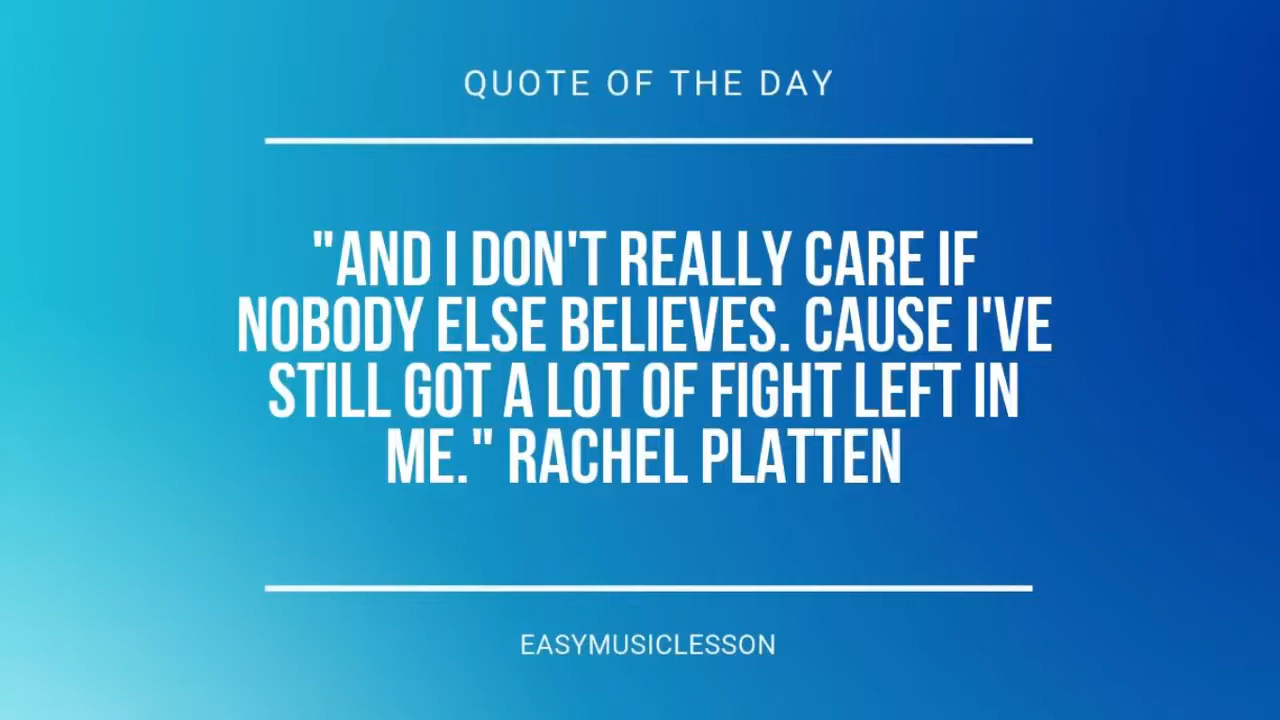 QUOTE OF THE DAY
"AND I DON'T REALLY CARE IF
NOBODY ELSE BELIEVES. CAUSE I'VE
STILL GOT A LOT OF FIGHT LEFT IN
ME." RACHEL PLATTEN
EASYMUSICLESSON